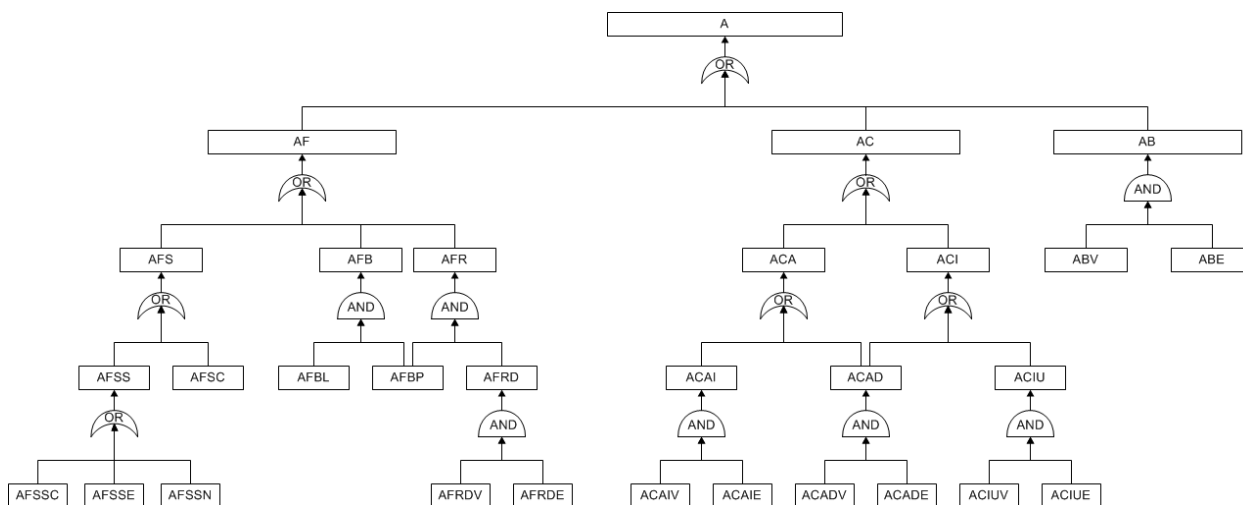 A
OR
AF
AC
AB
OR
OR
AND
AFS
AFB
AFR
ACA
ACI
ABV
ABE
OR
AND
AND
OR
OR
AFSS
AFSC
AFBL
AFBP
AFRD
ACAI
ACAD
ACIU
OR
AND
AND
AND
AND
AFSSC
AFSSE
AFSSN
AFRDV
AFRDE
ACAIV
ACAIE
ACADV
ACADE
ACIUV
ACIUE